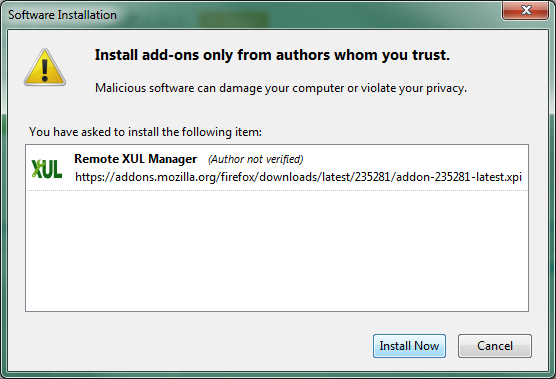 Software Installation
Install add-ons only from authors whom you trust.
Malicious software can damage your computer or violate your privacy.
You have asked to install the following item:
XUL
Remote XUL Manager (Author not verified)
https://addons.mozilla.org/firefox/downloads/latest/235281/addon-235281-latest.xpi
Install Now
Cancel